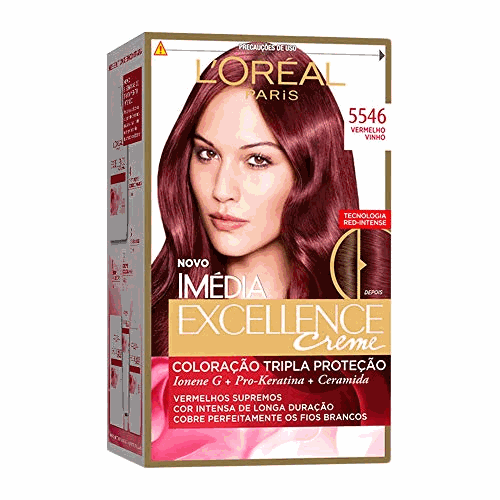 PRECAUÇÕES DE USO
L'ORÉAL
PARIS
5546
VERMELHO
VINHO
TECNOLOGIA
RED-INTENSE
DEPOIS
NOVO
IMÉDIA
EXCELLENCE
Creme
COLORAÇÃO TRIPLA PROTEÇÃO
Ionene G + Pro-Keratina + Ceramida
VERMELHOS SUPREMOS
COR INTENSA DE LONGA DURAÇÃO
COBRE PERFEITAMENTE OS FIOS BRANCOS